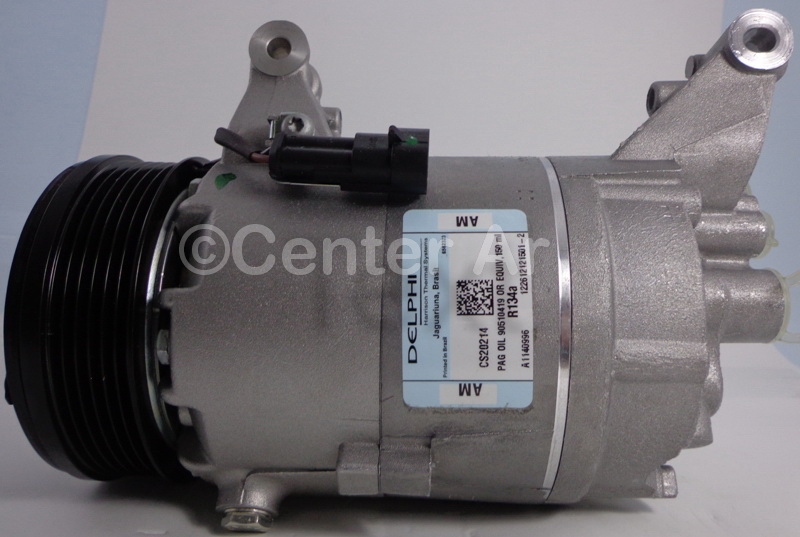 AM
DELPHI
Harrison Thermal Systems
Jaguariuna, Brasil
Printed in Brazil
CS20214
PAG OIL 90510419 OR EQUIV. 150 ml
R134a
A1140996
122612121501-2
AM
©Center Ar